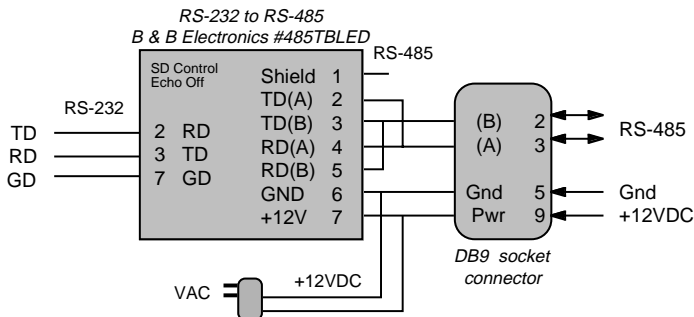 RS-232 to RS-485
B & B Electronics #485TBLED
RS-485
SD Control
Echo Off
RS-232
Shield 1
TD(A) 2
TD(B) 3
RD(A) 4
RD(B) 5
GND 6
+12V 7
TD
RD
GD
2 RD
3 TD
7 GD
(B) 2
(A) 3
Gnd 5
Pwr 9
RS-485
Gnd
+12VDC
DB9 socket
connector
VAC
+12VDC